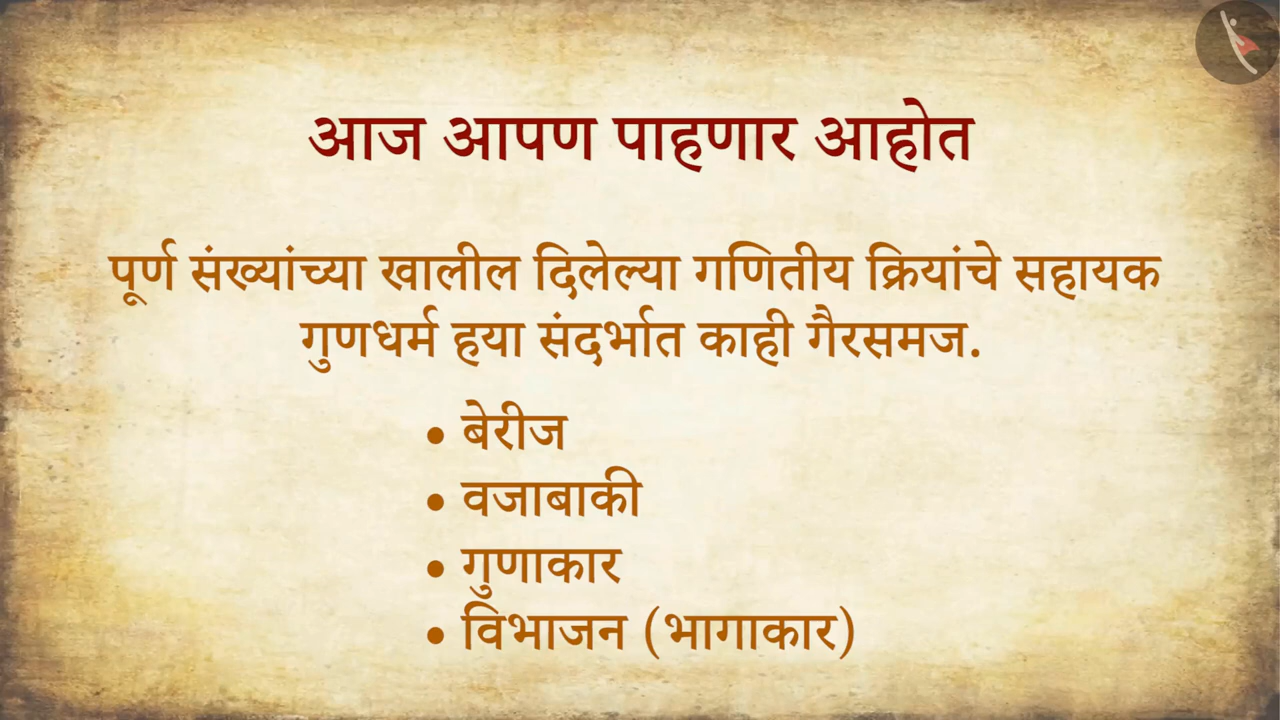 आज आपण पाहणार आहोत
पूर्ण संख्यांच्या खालील दिलेल्या गणितीय क्रियांचे सहायक
गुणधर्म हया संदर्भात काही गैरसमज.
• बेरीज
• वजाबाकी
• गुणाकार
• विभाजन (भागाकार)